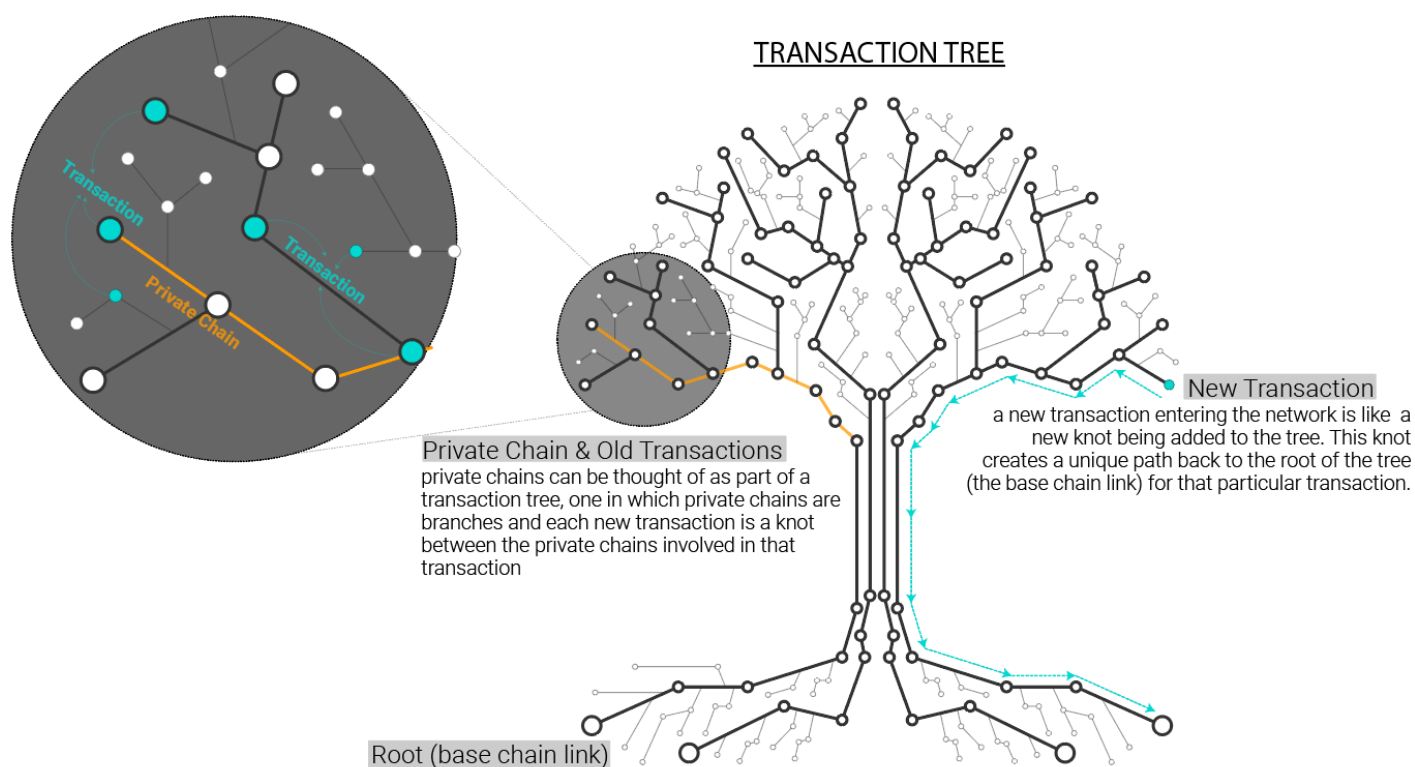 TRANSACTION TREE
Transaction
Transaction
Private Chain
Private Chain & Old Transactions
private chains can be thought of as part of a
transaction tree, one in which private chains are
branches and each new transaction is a knot
between the private chains involved in that
transaction
New Transaction
a new transaction entering the network is like a
new knot being added to the tree. This knot
creates a unique path back to the root of the tree
(the base chain link) for that particular transaction.
Root (base chain link)